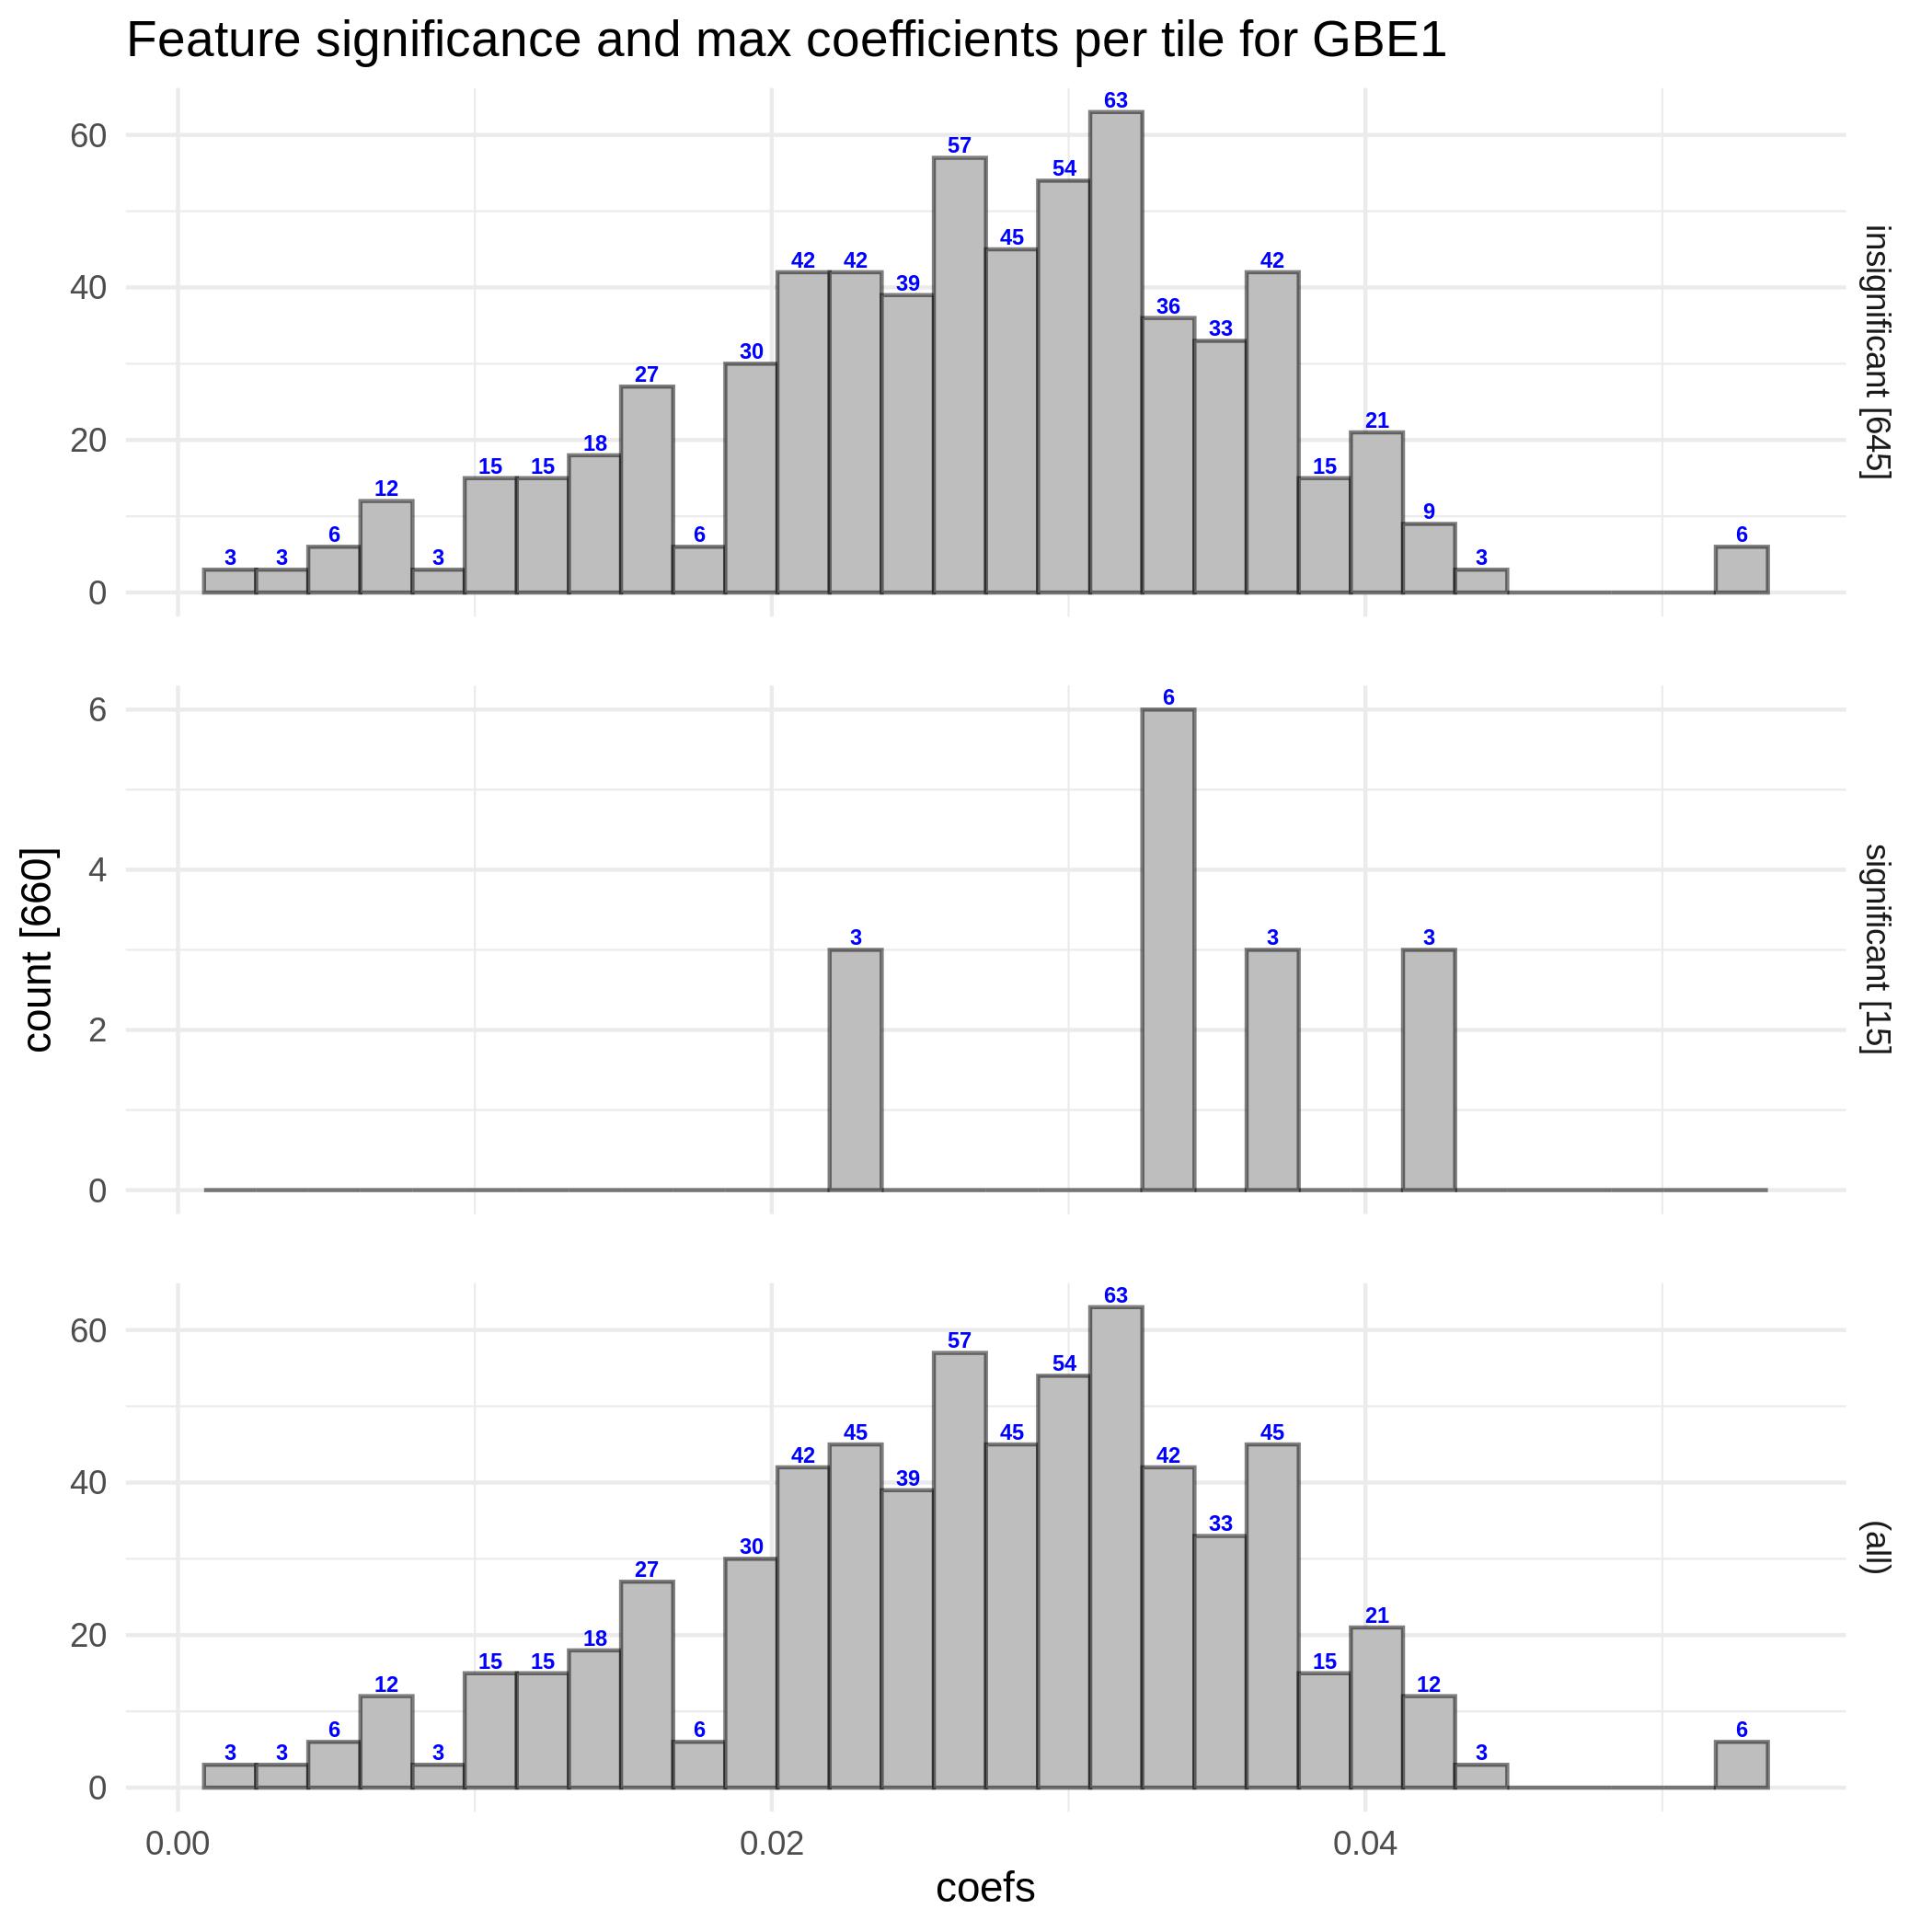 Feature significance and max coefficients per tile for GBE1
63
60
57
54
45
42 42 39 42
40
36
33
30
27
21
20
18
15 15 15
12
9
6 6 6
3 3 3 3
0
insignificant [645]
6
6
4
3 3 3
2
0
significant [15]
count [660]
63
60
57
54
45 45 45
42 42
40
39
33
30
27
21
20
18
15 15 15
12 12
6 6 6
3 3 3 3
0
(all)
0.00 0.02 0.04
coefs